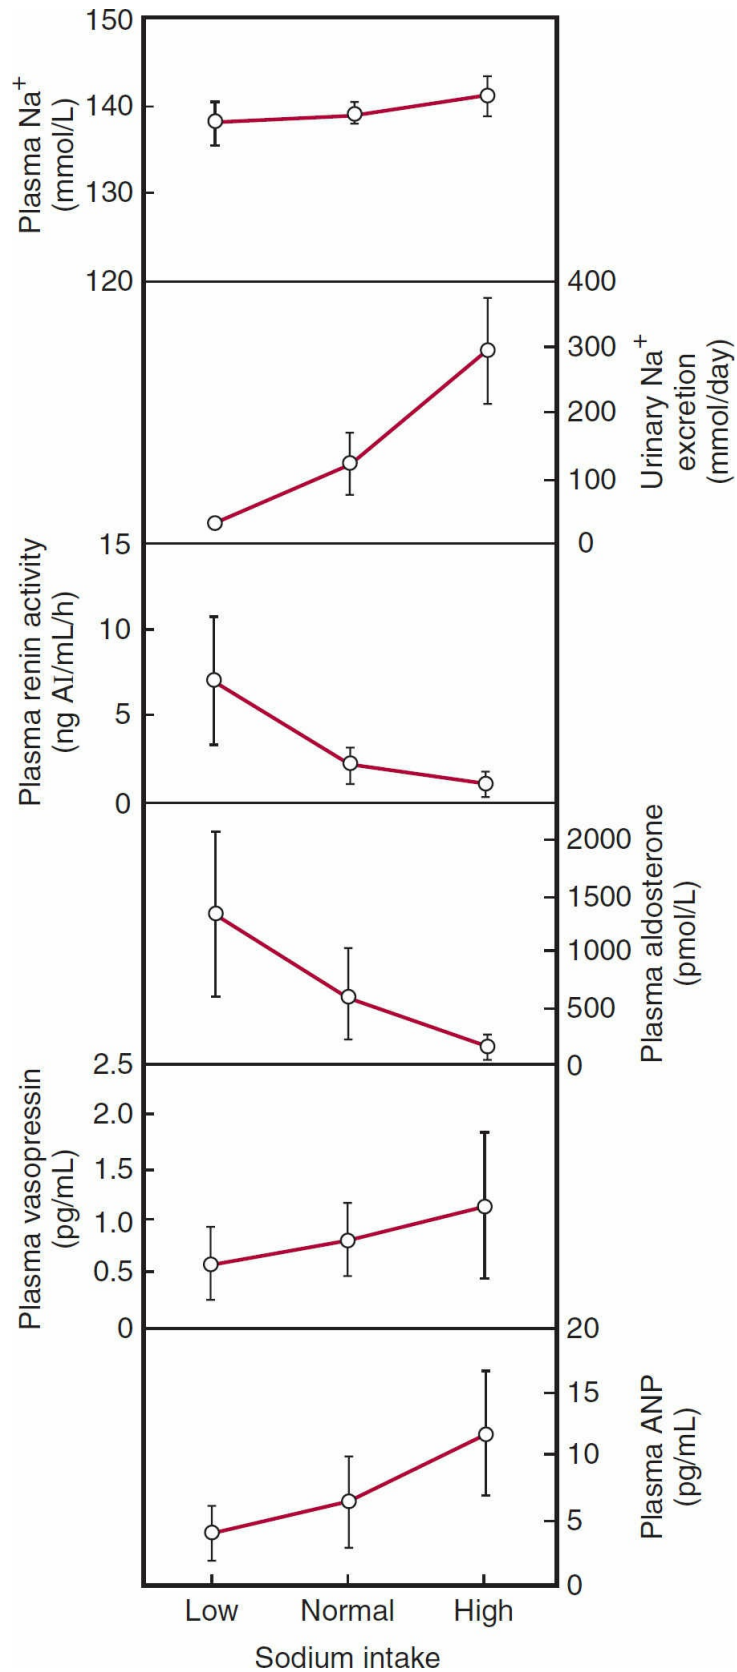 Plasma Na+
(mmol/L)
150
140
130
120
400
300
200
100
0
Urinary Na+
excretion
(mmol/day)
Plasma renin activity
(ng AI/mL/h)
15
10
5
0
2000
1500
1000
500
0
Plasma aldosterone
(pmol/L)
Plasma vasopressin
(pg/mL)
2.5
2.0
1.5
1.0
0.5
0
20
15
10
5
0
Plasma ANP
(pg/mL)
Low Normal High
Sodium intake